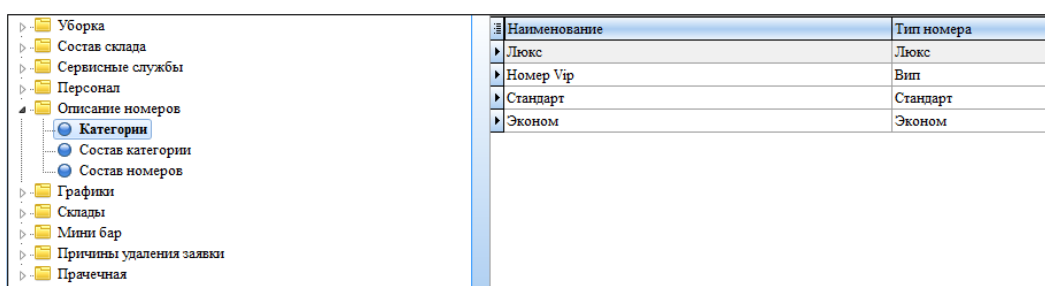 Уборка
Состав склада
Сервисные службы
Персонал
Описание номеров
Категории
Состав категории
Состав номеров
Графики
Склады
Мини бар
Причины удаления заявки
Прачечная
Наименование Тип номера
Люкс Люкс
Номер Vip Вип
Стандарт Стандарт
Эконом Эконом